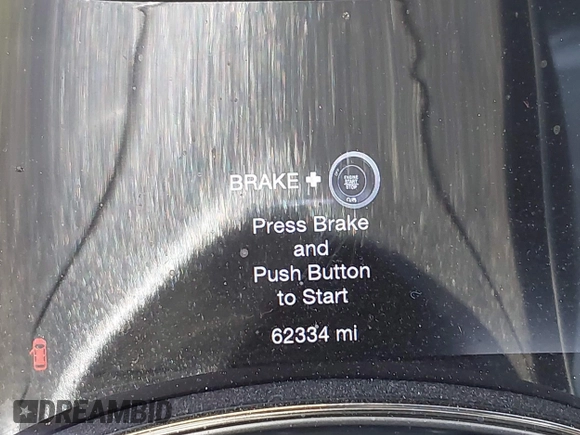 BRAKE + ENGINE START STOP
Press Brake
and
Push Button
to Start
62334 mi
DREAMBID